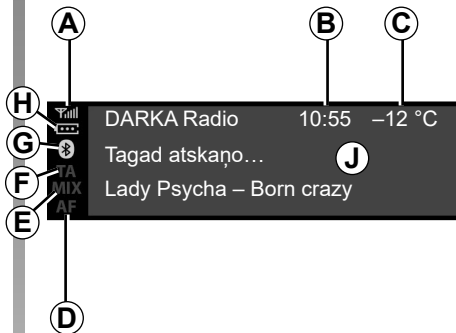 A B C
H
G
F
E
DARKA Radio 10:55 –12 °C
Tagad atskaņo… J
TA
MIX Lady Psycha – Born crazy
AF
D